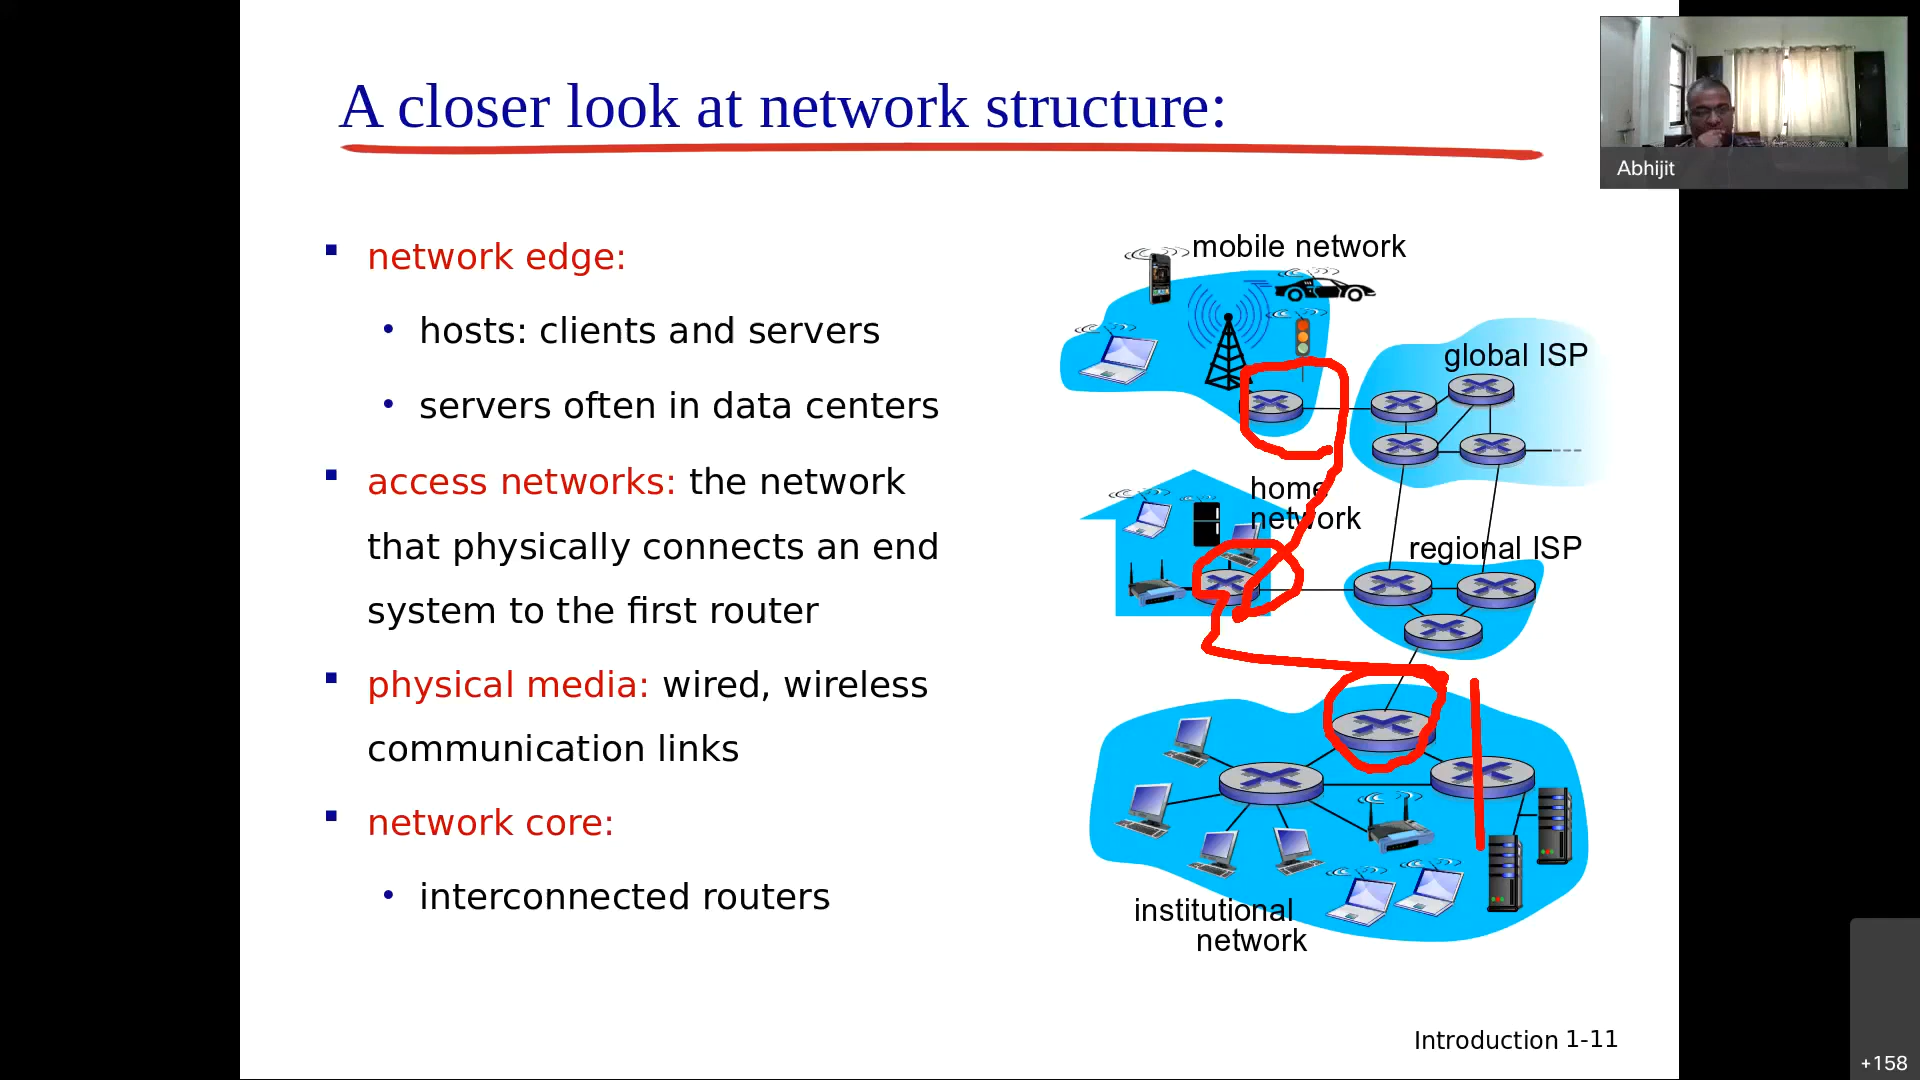 A closer look at network structure:
Abhijit
network edge:
hosts: clients and servers
servers often in data centers
access networks: the network
that physically connects an end
system to the first router
physical media: wired, wireless
communication links
network core:
interconnected routers
mobile network
global ISP
home
network
regional ISP
institutional
network
Introduction 1-11
+158